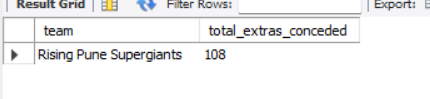 Result Grid Filter Rows: Export:
team total_extras_conceded
Rising Pune Supergiants 108